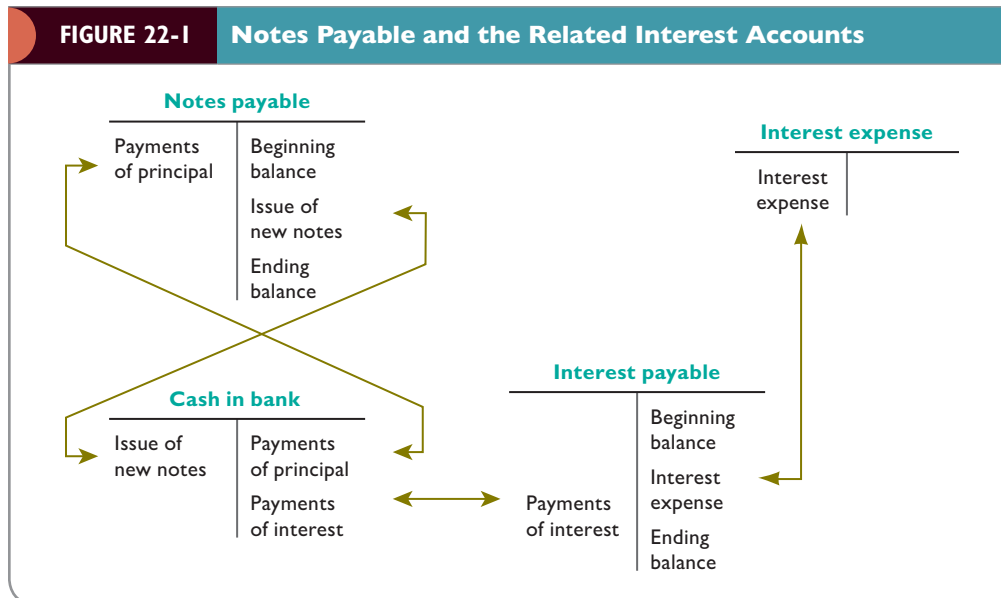 FIGURE 22-1 Notes Payable and the Related Interest Accounts
Notes payable
Payments
of principal
Beginning
balance
Issue of
new notes
Ending
balance
Interest expense
Interest
expense
Cash in bank
Issue of
new notes
Payments
of principal
Payments
of interest
Interest payable
Payments
of interest
Beginning
balance
Interest
expense
Ending
balance